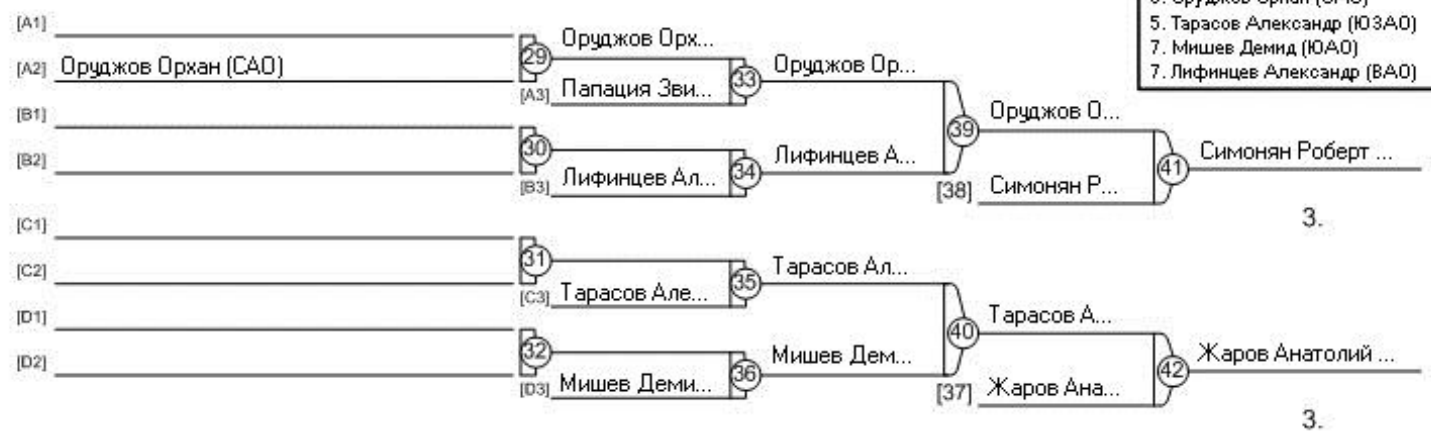 5. Тарасов Александр (ЮЗАО)
7. Мишев Демид (ЮАО)
7. Лифинцев Александр (ВАО)
[A1]
[A2] Оруджов Орхан (САО)
29
Оруджов Орх...
[A3] Папация Зви...
33
Оруджов Ор...
[B1]
[B2]
30
[B3] Лифинцев Ал...
34
Лифинцев А...
39
Оруджов О...
[38] Симонян Р...
41
Симонян Роберт ...
3.
[C1]
[C2]
31
[C3] Тарасов Але...
35
Тарасов Ал...
[D1]
[D2]
32
[D3] Мишев Деми...
36
Мишев Дем...
40
Тарасов А...
[37] Жаров Ана...
42
Жаров Анатолий ...
3.